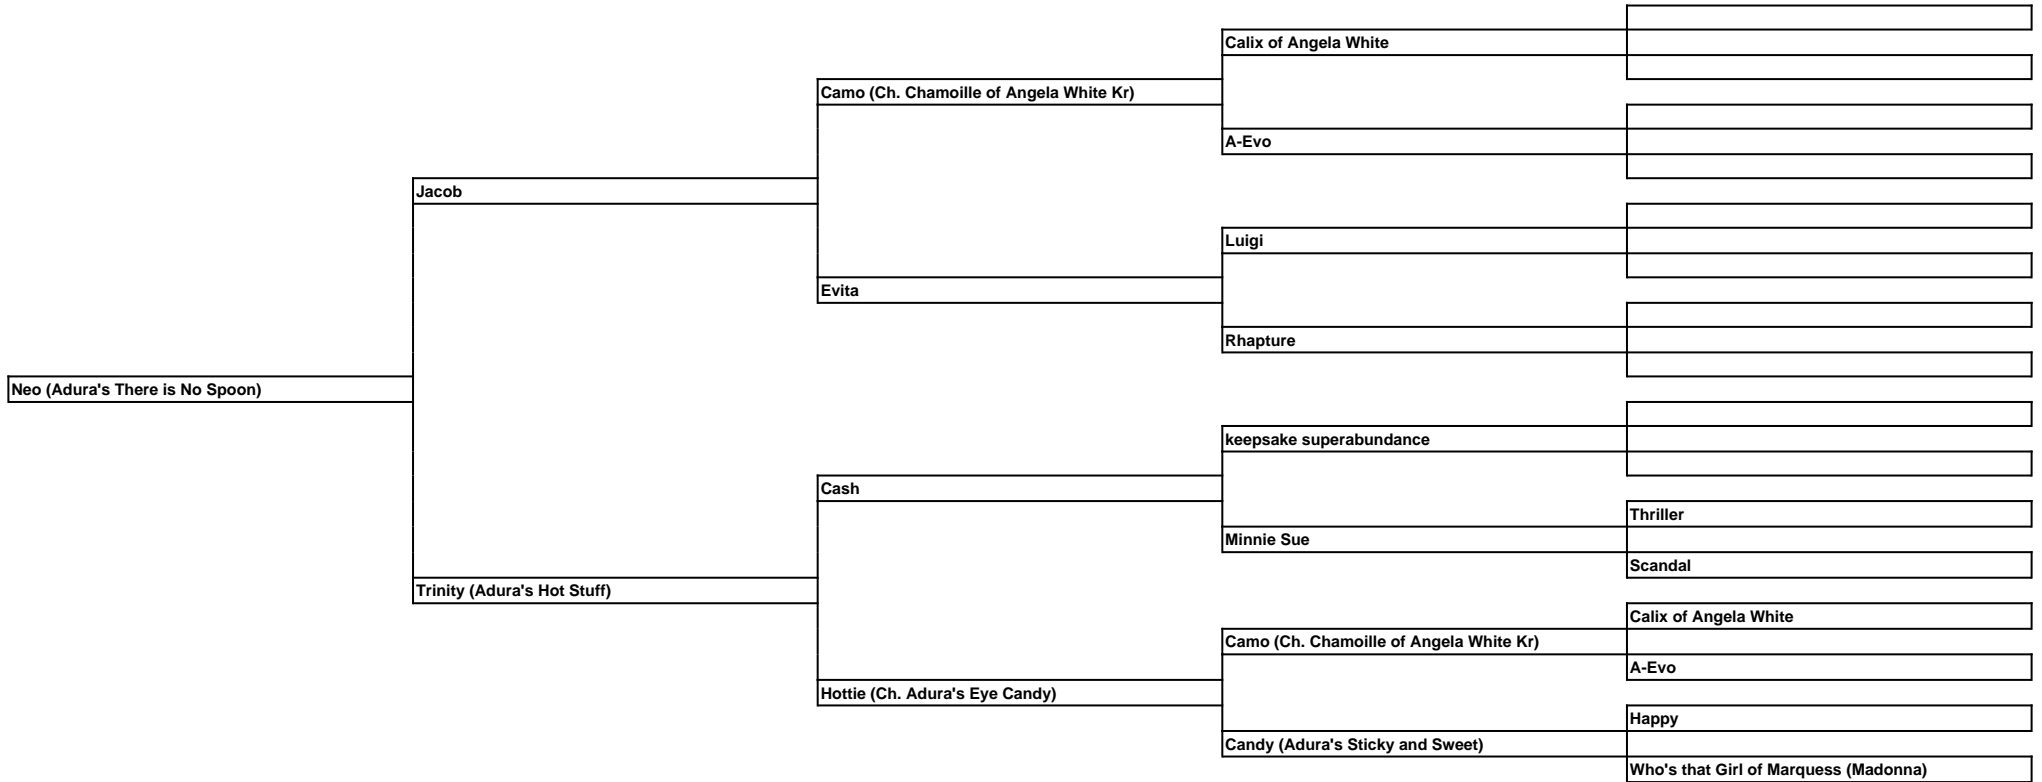 Calix of Angela White
Camo (Ch. Chamoille of Angela White Kr)
A-Evo
Jacob
Luigi
Evita
Rhapture
Neo (Adura's There is No Spoon)
keepsake superabundance
Cash
Thriller
Minnie Sue
Scandal
Trinity (Adura's Hot Stuff)
Calix of Angela White
Camo (Ch. Chamoille of Angela White Kr)
A-Evo
Hottie (Ch. Adura's Eye Candy)
Happy
Candy (Adura's Sticky and Sweet)
Who's that Girl of Marquess (Madonna)